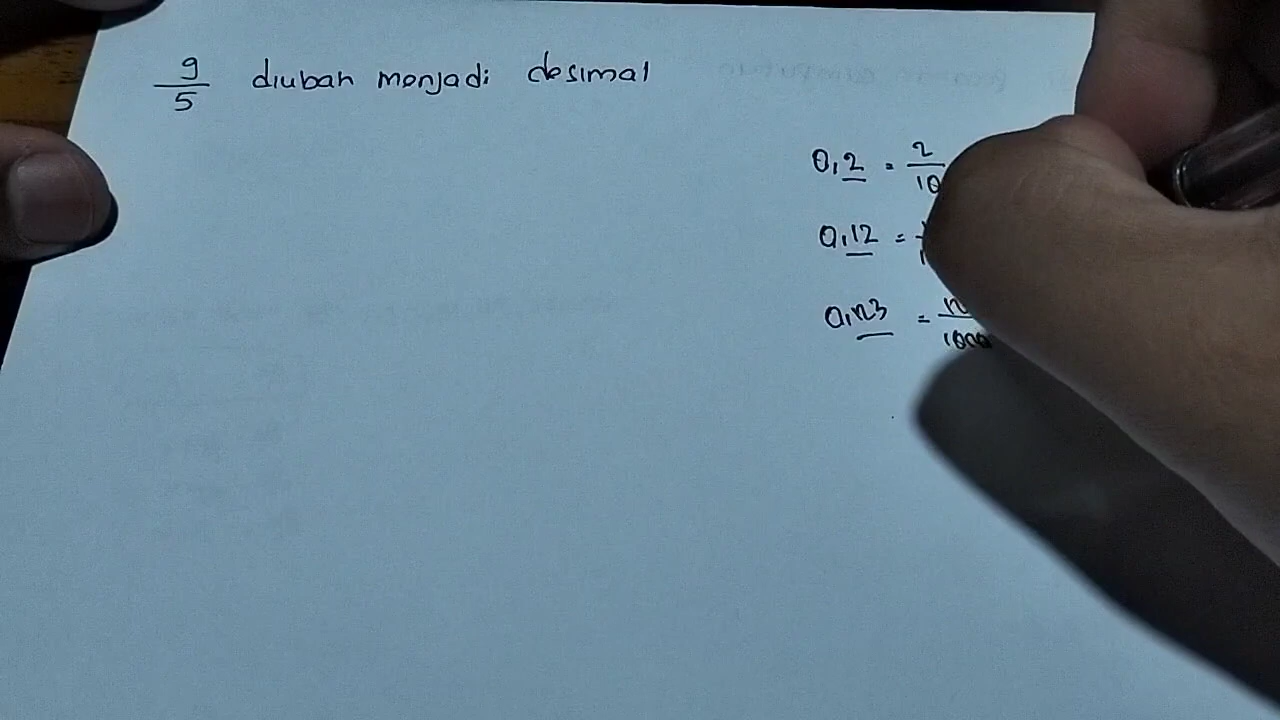 9/5 diubah menjadi desimal
0,2 = 2/10
0,12 =
0,123 =